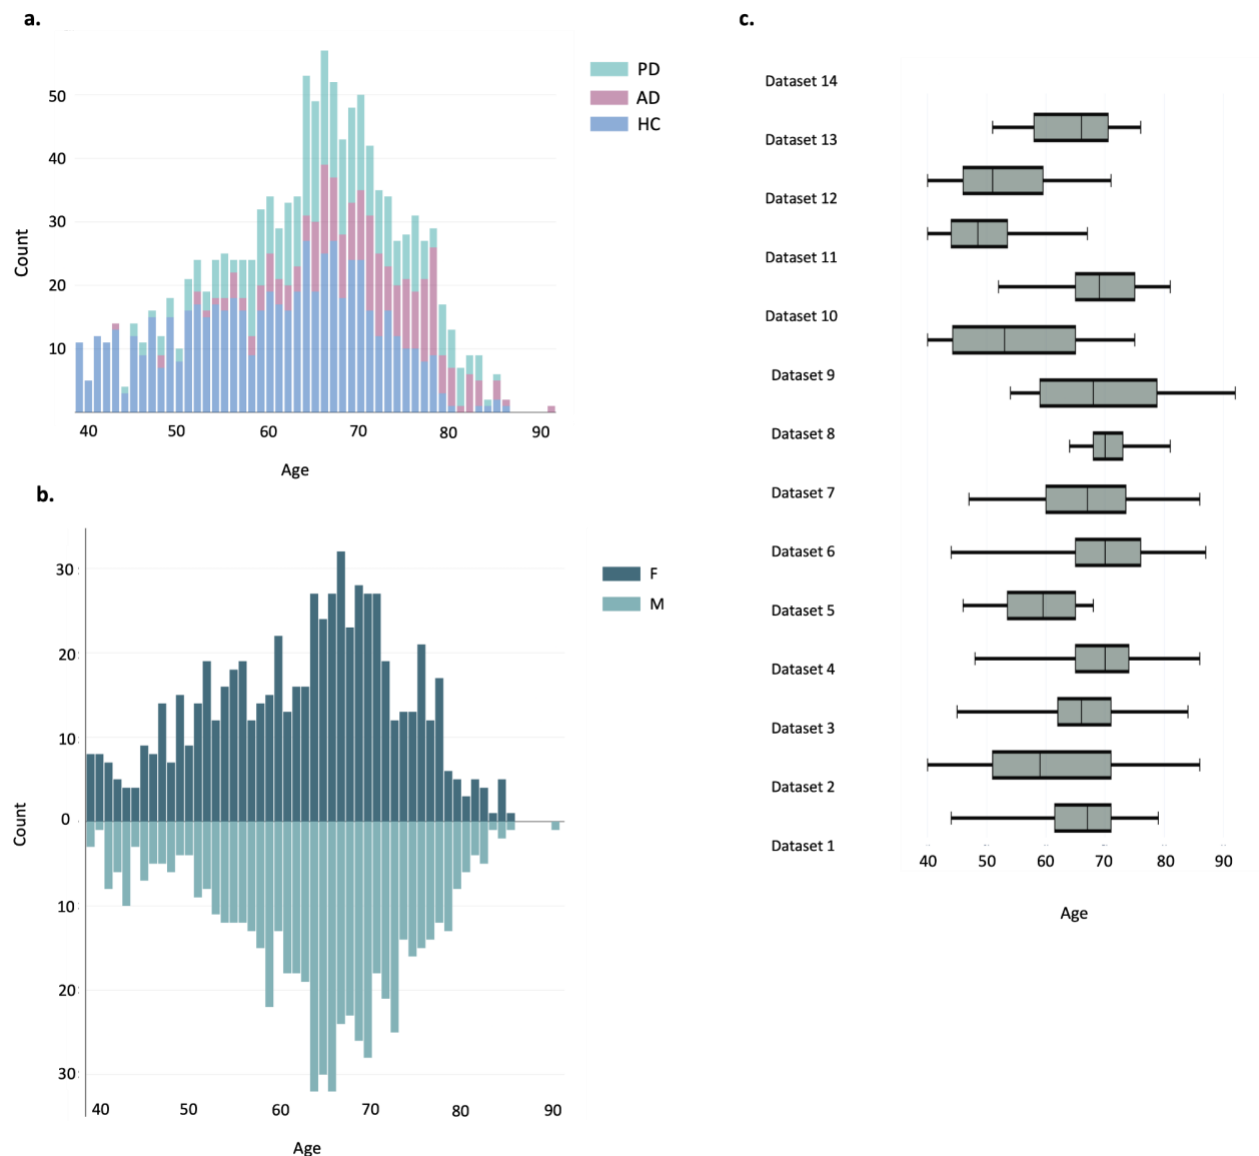 a.
50
40
30
20
10
Count
40 50 60 70 80 90
Age
PD
AD
HC
b.
30
20
10
0
10
20
30
Count
40 50 60 70 80 90
Age
F
M
c.
Dataset 14
Dataset 13
Dataset 12
Dataset 11
Dataset 10
Dataset 9
Dataset 8
Dataset 7
Dataset 6
Dataset 5
Dataset 4
Dataset 3
Dataset 2
Dataset 1
40 50 60 70 80 90
Age